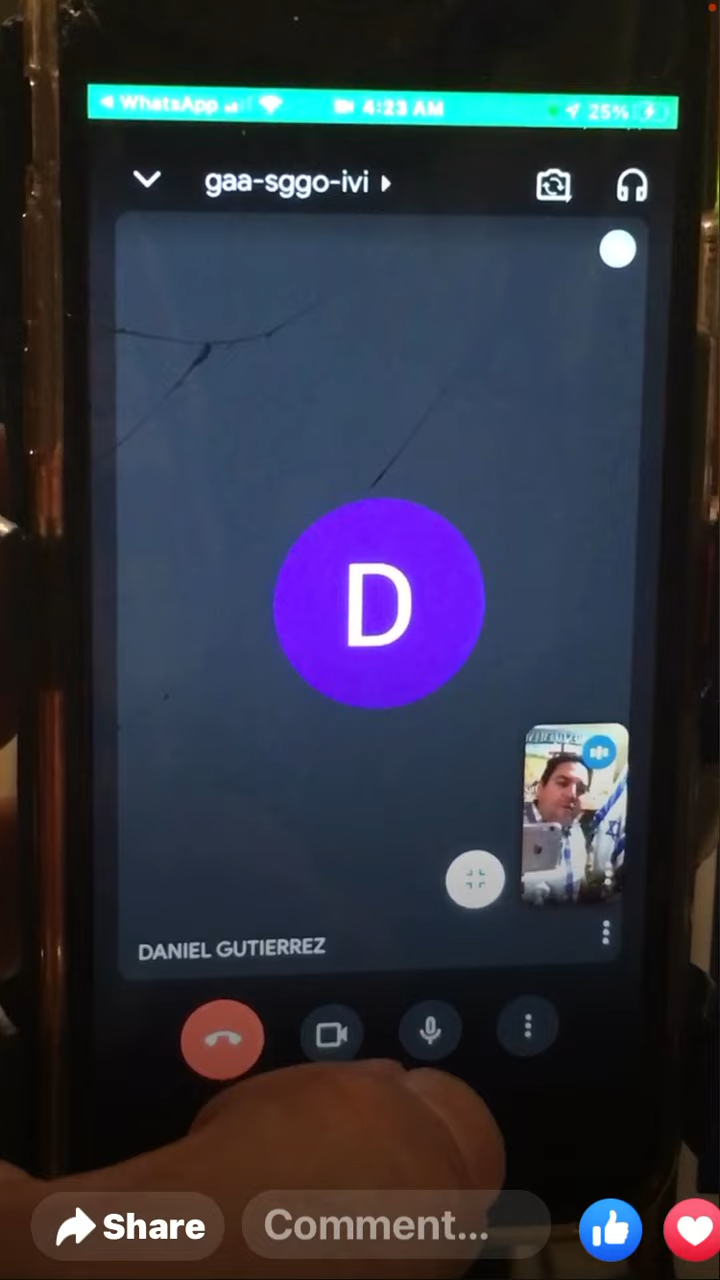 WhatsApp 4:23 AM 25%
gaa-sggo-ivi
D
DANIEL GUTIERREZ
Share Comment...